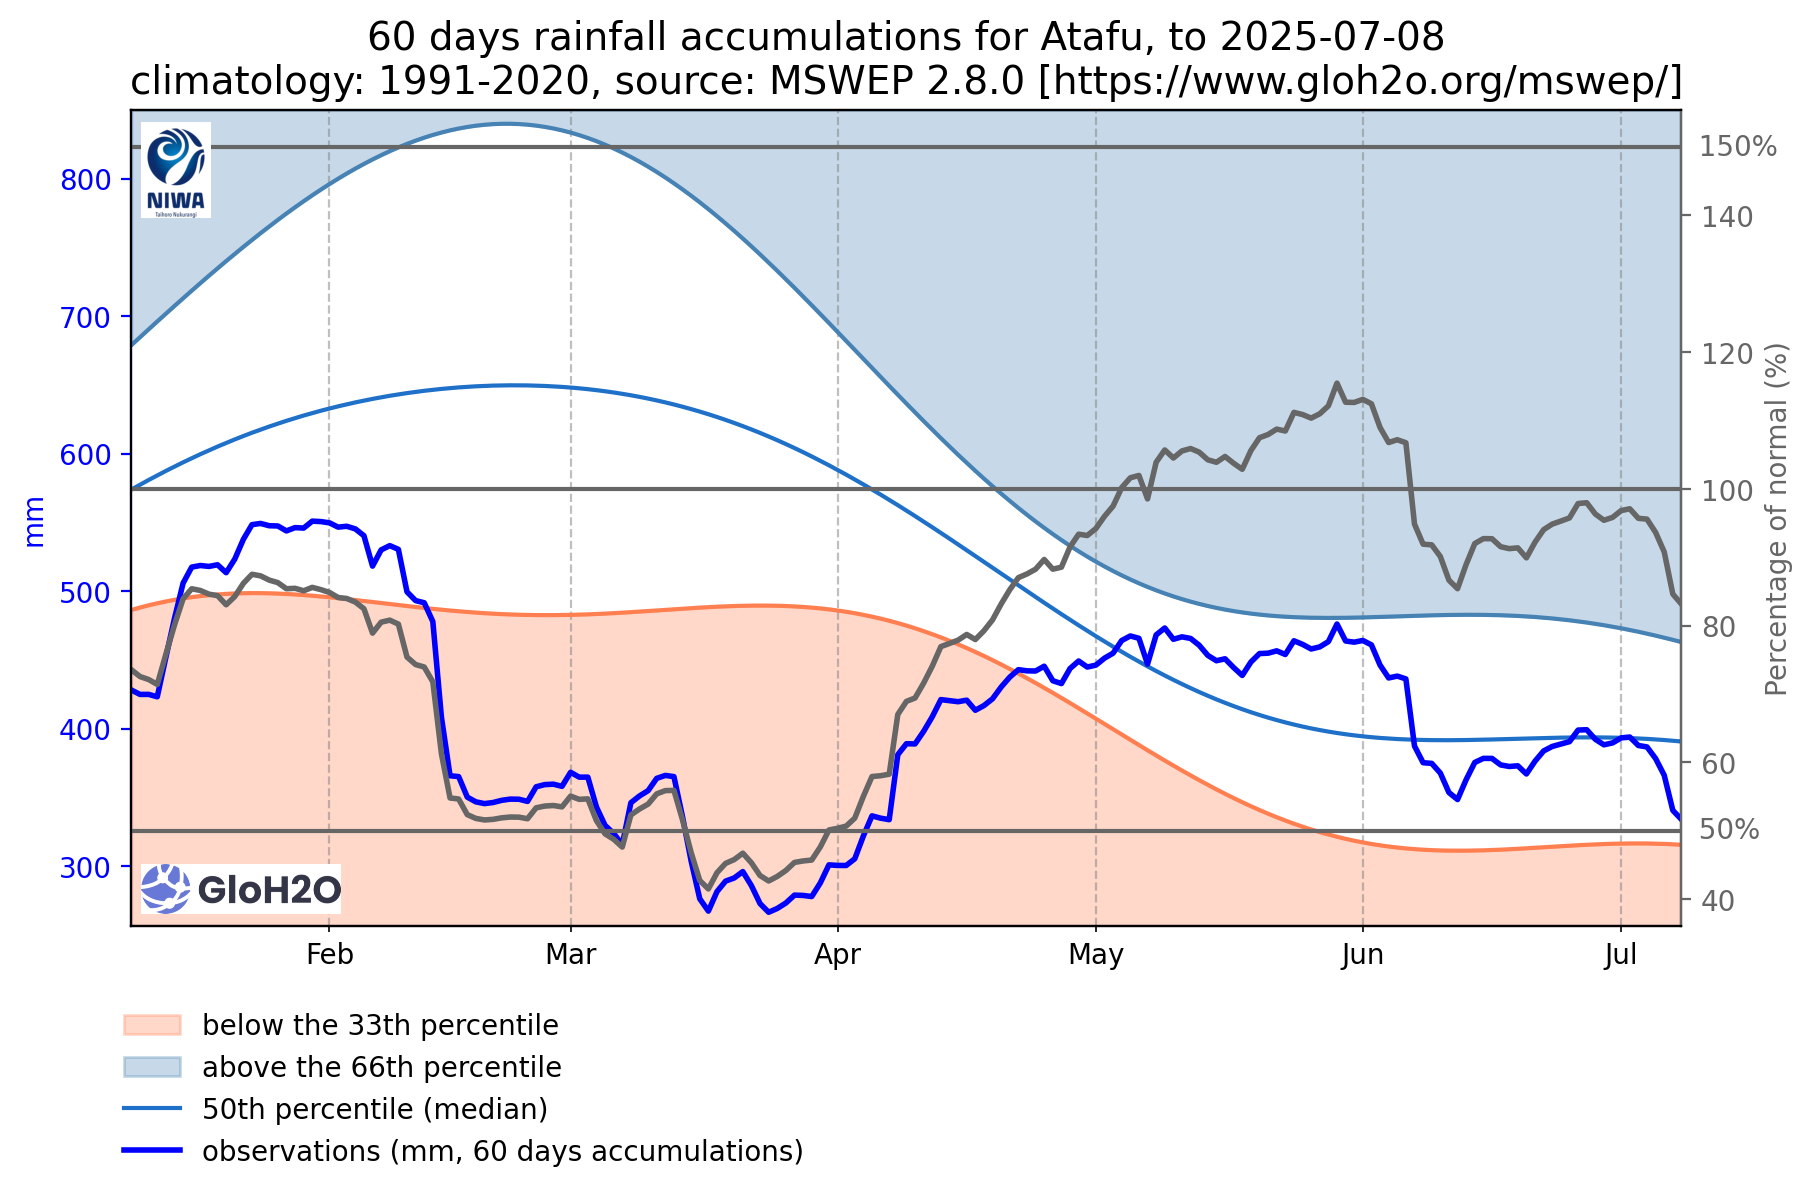 60 days rainfall accumulations for Atafu, to 2025-07-08
climatology: 1991-2020, source: MSWEP 2.8.0 [https://www.gloh2o.org/mswep/]
NIWA
Taihoro Nukurangi
800
700
600
500
400
300
mm
150%
140
120
100
80
60
50%
40
Percentage of normal (%)
GloH2O
Feb Mar Apr May Jun Jul
below the 33th percentile
above the 66th percentile
50th percentile (median)
observations (mm, 60 days accumulations)